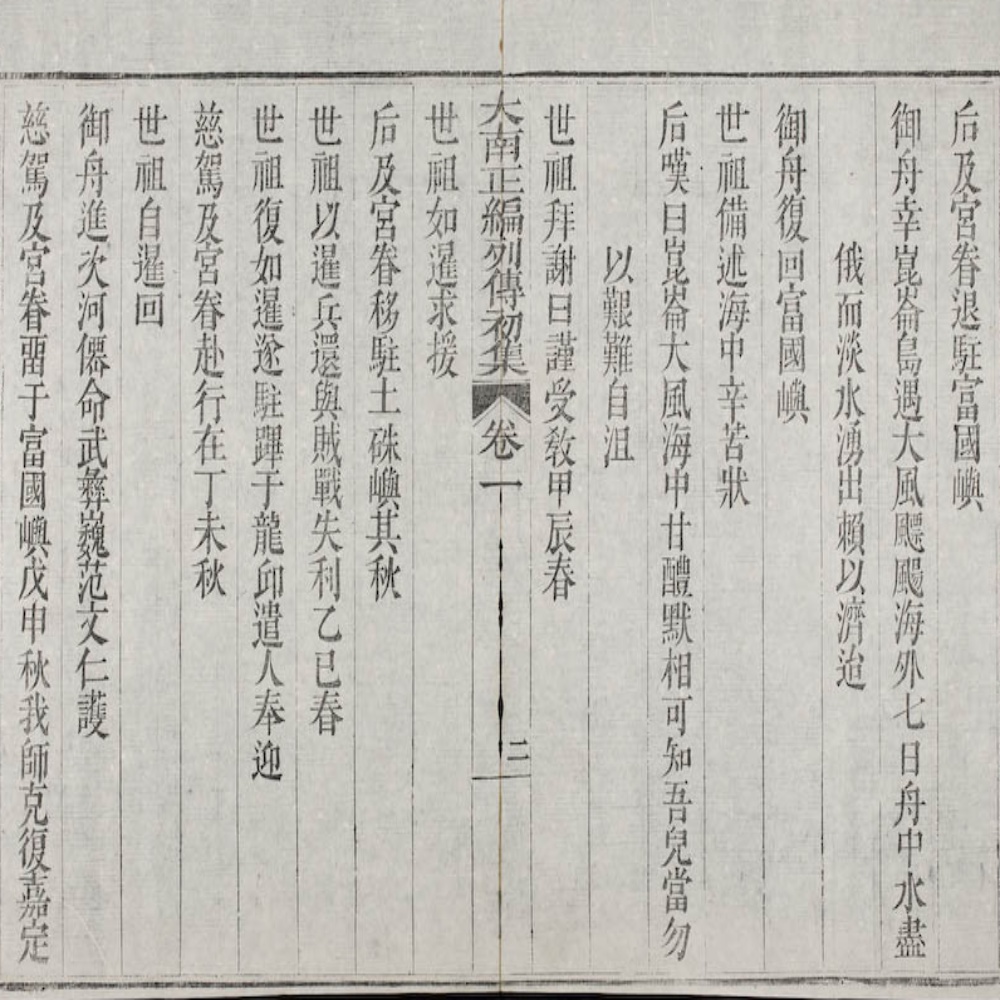 后及宮眷退駐富國嶼
御舟幸崑崙島遇大風飄颺海外七日舟中水盡
俄而淡水湧出賴以濟迨
御舟復回富國嶼
世祖備述海中辛苦狀
后嘆曰崑崙大風海中甘醴默相可知吾兒當勿
以艱難自沮
世祖拜謝曰謹受教甲辰春
大南正編列傳初集 卷一 二
世祖如暹求援
后及宮眷移駐土硃嶼其秋
世祖以暹兵還與賊戰失利乙巳春
世祖復如暹遂駐蹕于龍邱遣人奉迎
慈駕及宮眷赴行在丁未秋
世祖自暹回
御舟進次河僊命武彝巍范文仁護
慈駕及宮眷畱于富國嶼戊申秋我師克復嘉定